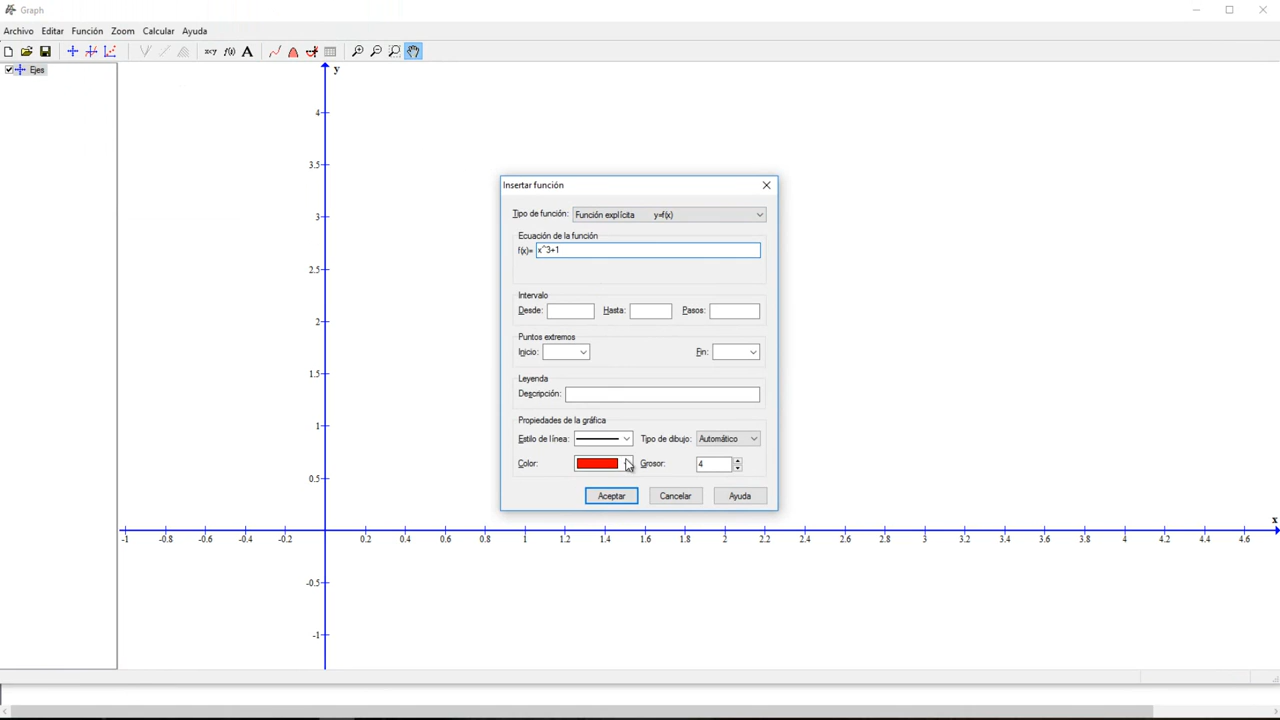 Graph
Archivo Editar Función Zoom Calcular Ayuda
Ejes
y
4
3.5
3
2.5
2
1.5
1
0.5
-0.5
-1
x
-1 -0.8 -0.6 -0.4 -0.2 0.2 0.4 0.6 0.8 1 1.2 1.4 1.6 1.8 2 2.2 2.4 2.6 2.8 3 3.2 3.4 3.6 3.8 4 4.2 4.4 4.6
Insertar función
Tipo de función: Función explícita y=f(x)
Ecuación de la función
f(x)= x^3+1
Intervalo
Desde: Hasta: Pasos:
Puntos extremos
Inicio: Fin:
Leyenda
Descripción:
Propiedades de la gráfica
Estilo de línea: Tipo de dibujo: Automático
Color: Grosor: 4
Aceptar Cancelar Ayuda